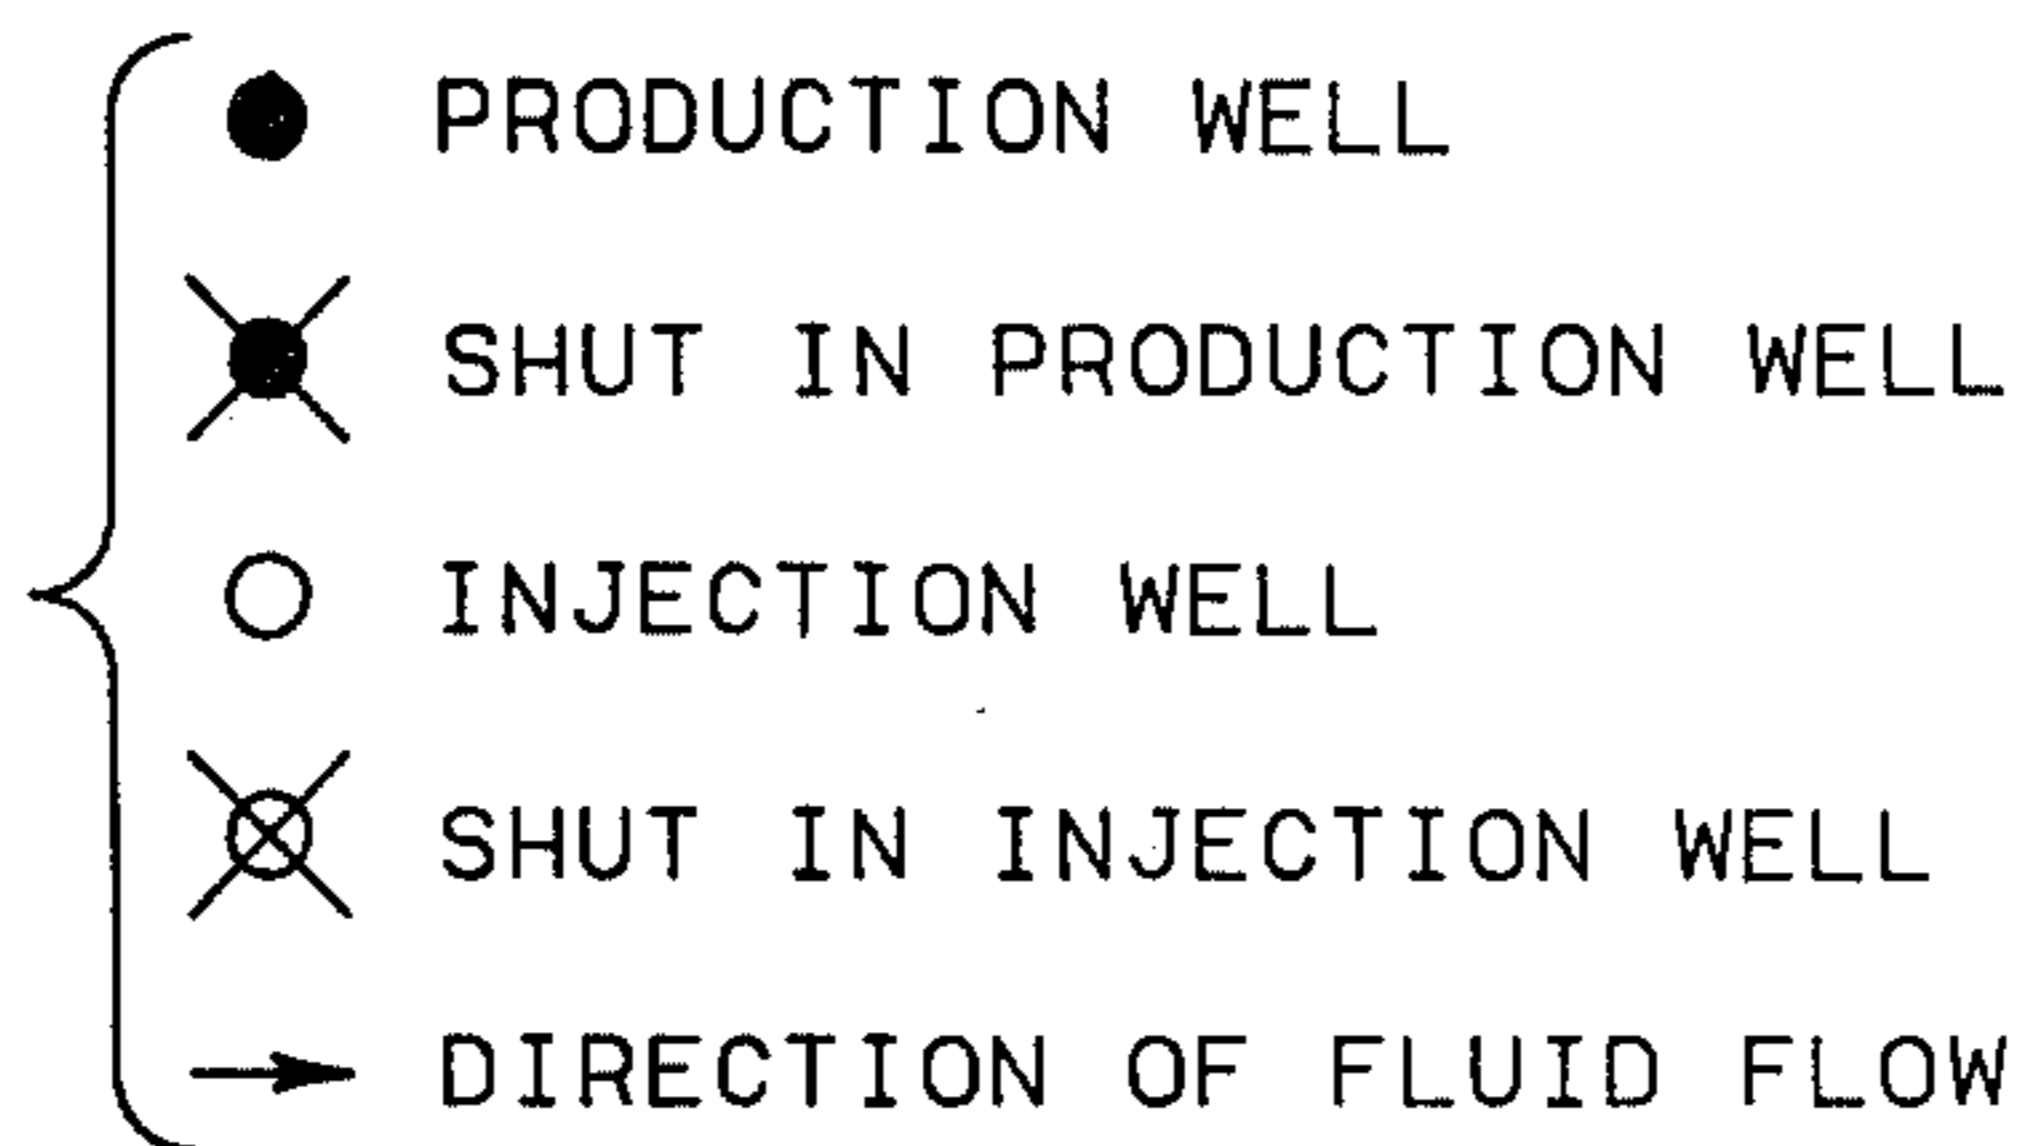 PRODUCTION WELL
SHUT IN PRODUCTION WELL
INJECTION WELL
SHUT IN INJECTION WELL
DIRECTION OF FLUID FLOW